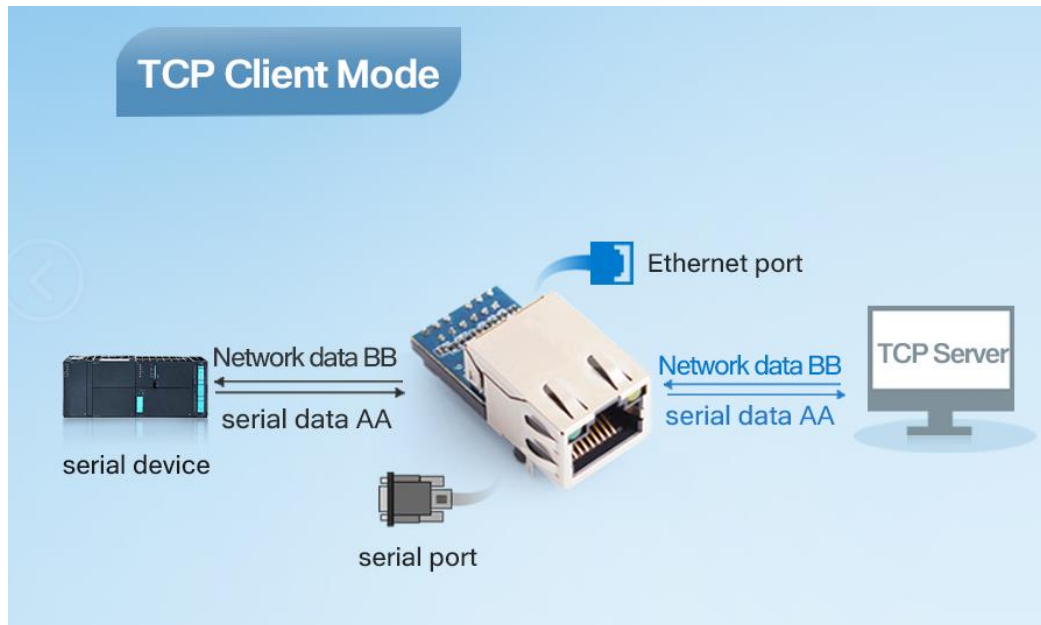 TCP Client Mode
Ethernet port
Network data BB
serial data AA
serial device
serial port
Network data BB
serial data AA
TCP Server